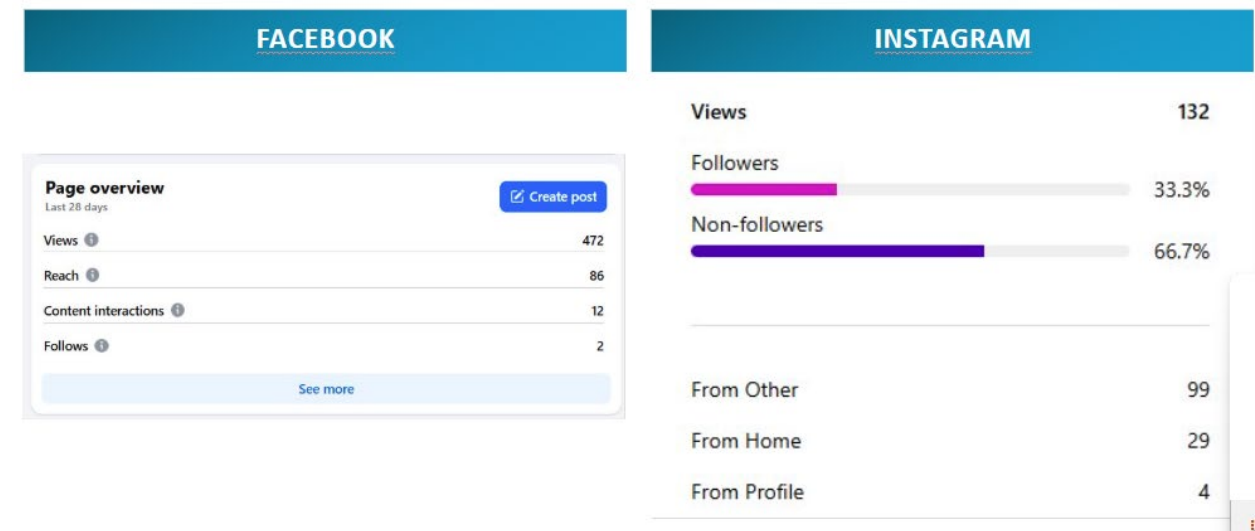 FACEBOOK
Page overview
Last 28 days
Create post
Views 472
Reach 86
Content interactions 12
Follows 2
See more
INSTAGRAM
Views 132
Followers
33.3%
Non-followers
66.7%
From Other 99
From Home 29
From Profile 4